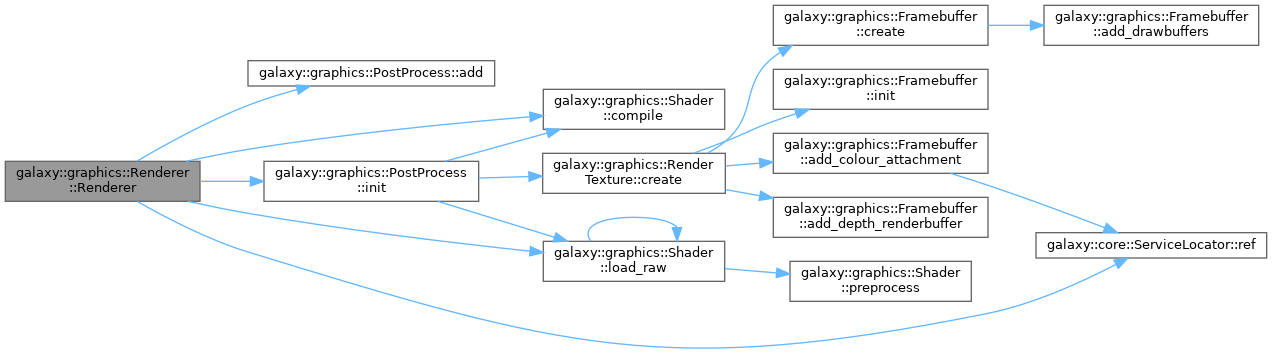 galaxy::graphics::Renderer
::Renderer
galaxy::graphics::PostProcess::add
galaxy::graphics::PostProcess
::init
galaxy::graphics::Shader
::compile
galaxy::graphics::Render
Texture::create
galaxy::graphics::Shader
::load_raw
galaxy::graphics::Framebuffer
::create
galaxy::graphics::Framebuffer
::init
galaxy::graphics::Framebuffer
::add_colour_attachment
galaxy::graphics::Framebuffer
::add_depth_renderbuffer
galaxy::graphics::Shader
::preprocess
galaxy::graphics::Framebuffer
::add_drawbuffers
galaxy::core::ServiceLocator::ref